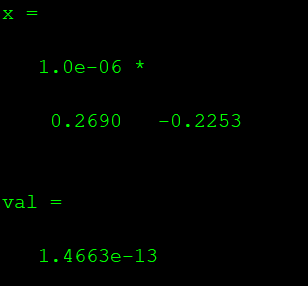 x =
1.0e-06 *
0.2690 -0.2253
val =
1.4663e-13